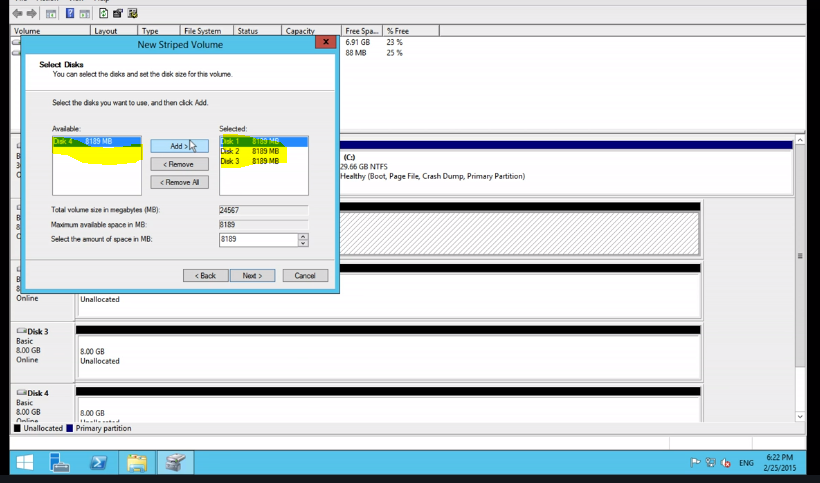 Volume Layout Type File System Status Capacity Free Spa... % Free
6.91 GB 23 %
88 MB 25 %
New Striped Volume
x
Select Disks
You can select the disks and set the disk size for this volume.
Select the disks you want to use, and then click Add.
Available: Selected:
Disk 4 8189 MB
Add >
Disk 1 8189 MB
Disk 2 8189 MB
Disk 3 8189 MB
< Remove
< Remove All
Total volume size in megabytes (MB): 24567
Maximum available space in MB: 8189
Select the amount of space in MB: 8189
< Back Next > Cancel
(C:)
29.66 GB NTFS
Healthy (Boot, Page File, Crash Dump, Primary Partition)
Online
Unallocated
Disk 3
Basic
8.00 GB
Online
8.00 GB
Unallocated
Disk 4
Basic
8.00 GB
Online
8.00 GB
Unallocated Primary partition
ENG
6:22 PM
2/25/2015